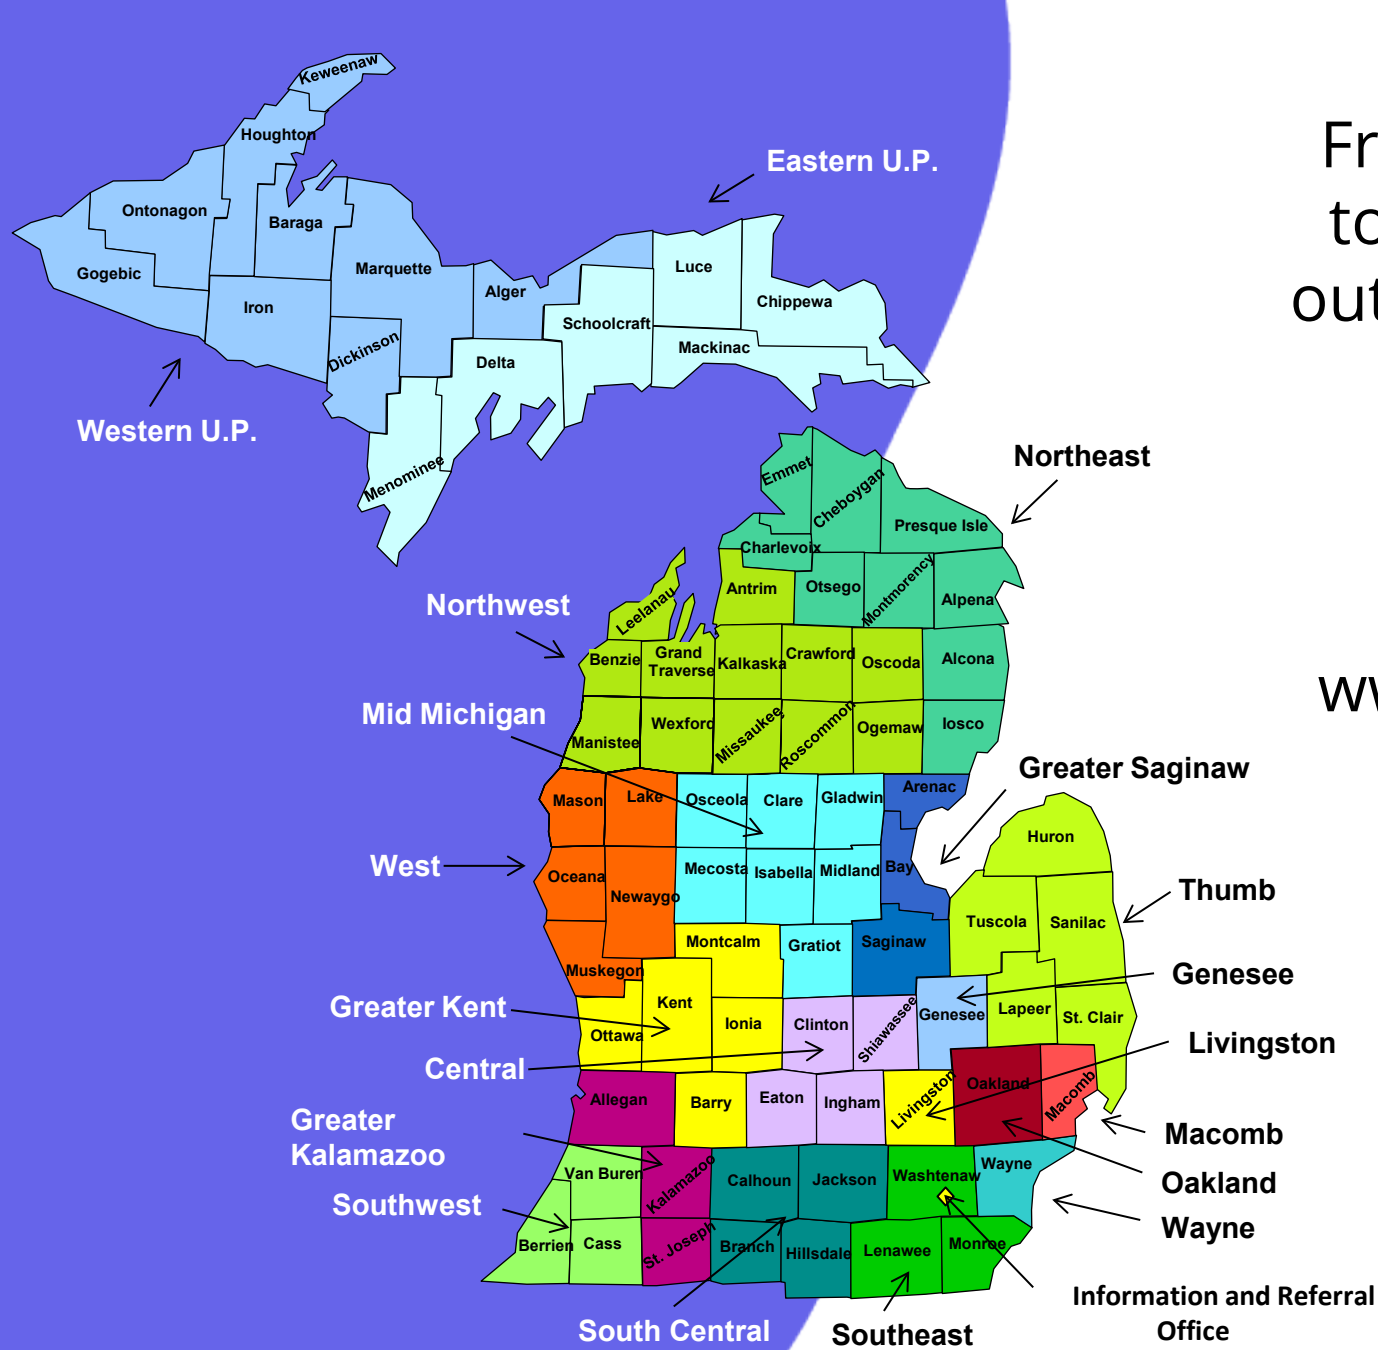 Keweenaw
Houghton
Eastern U.P.
Ontonagon
Baraga
Gogebic
Marquette
Luce
Alger
Chippewa
Iron
Schoolcraft
Dickinson
Mackinac
Delta
Western U.P.
Menominee
Fr
to
out
Northeast
Emmet
Cheboygan
Presque Isle
Charlevoix
Antrim
Otsego
Montmorency
Alpena
Northwest
Leelanau
Benzie
Grand
Traverse
Kalkaska
Crawford
Oscoda
Alcona
ww
Mid Michigan
Manistee
Wexford
Missaukee
Roscommon
Ogemaw
Iosco
Greater Saginaw
Mason
Lake
Osceola
Clare
Gladwin
Arenac
Huron
West
Oceana
Newaygo
Mecosta
Isabella
Midland
Bay
Thumb
Tuscola
Sanilac
Muskegon
Montcalm
Gratiot
Saginaw
Genesee
Greater Kent
Kent
Ottawa
Ionia
Clinton
Shiawassee
Genesee
Lapeer
St. Clair
Livingston
Central
Allegan
Barry
Eaton
Ingham
Livingston
Oakland
Macomb
Greater
Kalamazoo
Macomb
Van Buren
Kalamazoo
Calhoun
Jackson
Washtenaw
Wayne
Oakland
Southwest
Wayne
Berrien
Cass
St. Joseph
Branch
Hillsdale
Lenawee
Monroe
Information and Referral
Office
South Central
Southeast